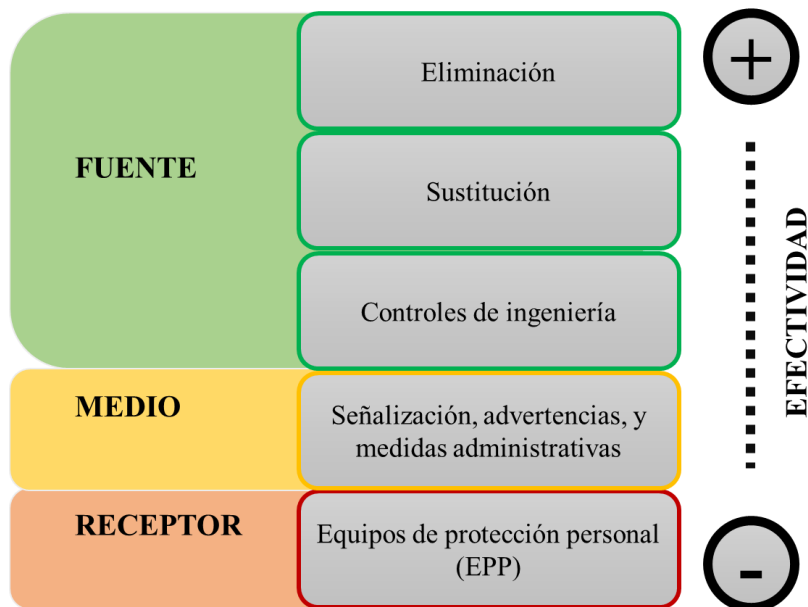 FUENTE
Eliminación
Sustitución
Controles de ingeniería
MEDIO
Señalización, advertencias, y
medidas administrativas
RECEPTOR
Equipos de protección personal
(EPP)
+
EFECTIVIDAD
-